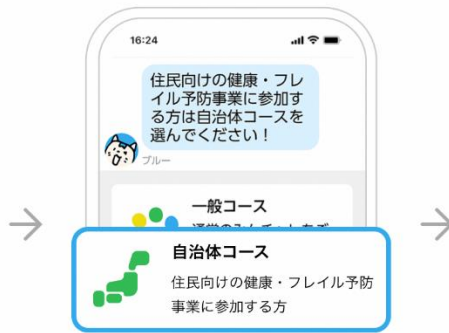 16:24
住民向けの健康・フレ
イル予防事業に参加す
る方は自治体コースを
選んでください！
ブルー
一般コース
自治体コース
住民向けの健康・フレイル予防
事業に参加する方